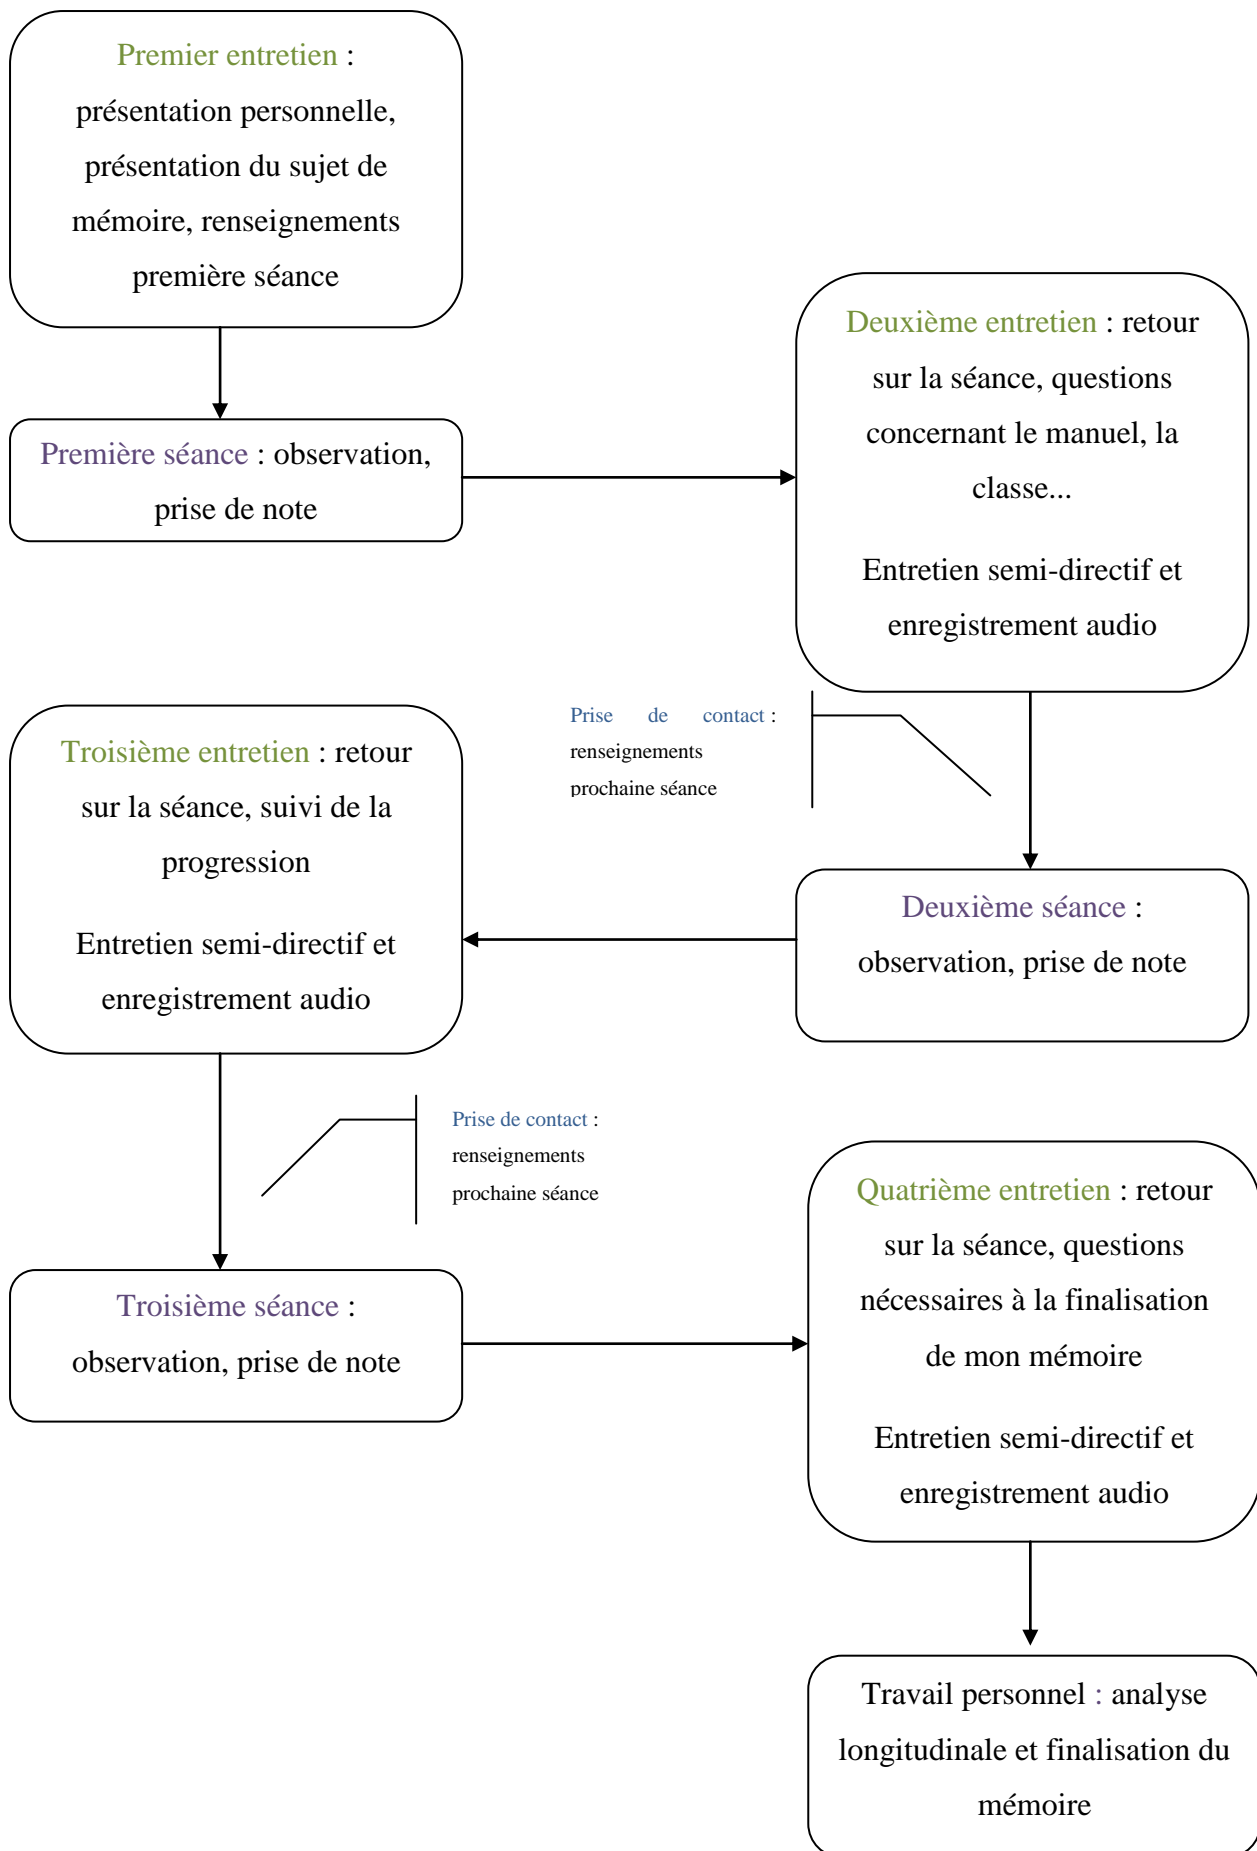 Premier entretien :
présentation personnelle,
présentation du sujet de
mémoire, renseignements
première séance
Première séance : observation,
prise de note
Deuxième entretien : retour
sur la séance, questions
concernant le manuel, la
classe...
Entretien semi-directif et
enregistrement audio
Prise de contact :
renseignements
prochaine séance
Deuxième séance :
observation, prise de note
Troisième entretien : retour
sur la séance, suivi de la
progression
Entretien semi-directif et
enregistrement audio
Prise de contact :
renseignements
prochaine séance
Troisième séance :
observation, prise de note
Quatrième entretien : retour
sur la séance, questions
nécessaires à la finalisation
de mon mémoire
Entretien semi-directif et
enregistrement audio
Travail personnel : analyse
longitudinale et finalisation du
mémoire